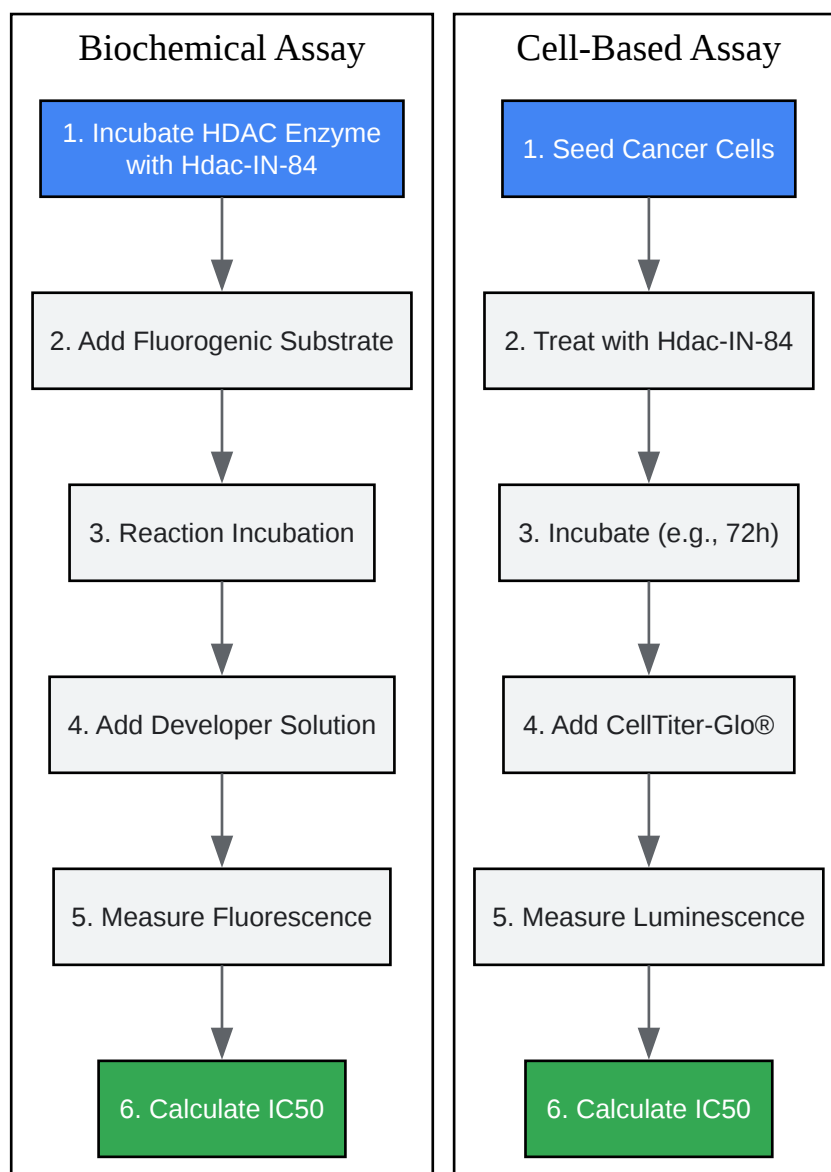 Biochemical Assay
1. Incubate HDAC Enzyme
with Hdac-IN-84
2. Add Fluorogenic Substrate
3. Reaction Incubation
4. Add Developer Solution
5. Measure Fluorescence
6. Calculate IC50
Cell-Based Assay
1. Seed Cancer Cells
2. Treat with Hdac-IN-84
3. Incubate (e.g., 72h)
4. Add CellTiter-Glo®
5. Measure Luminescence
6. Calculate IC50